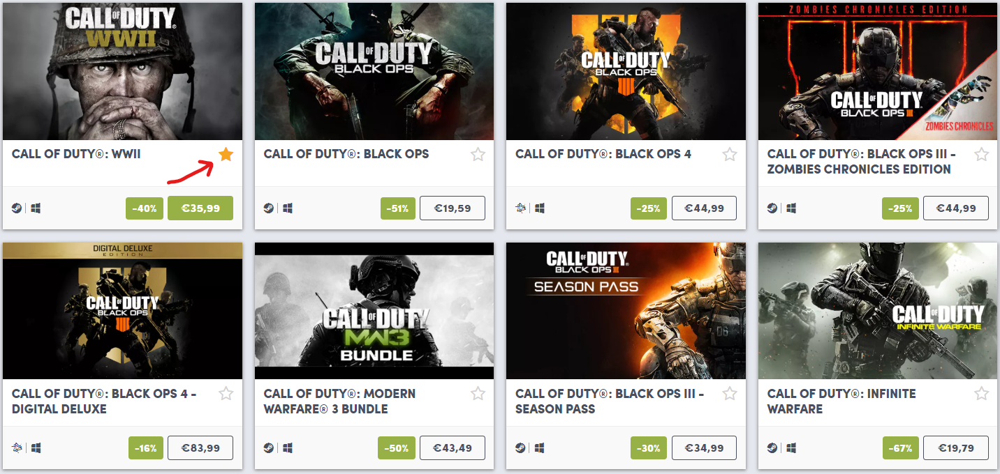 CALL OF DUTY®
WWII
CALL OF DUTY®: WWII
-40% €35,99
CALL OF DUTY
BLACK OPS
CALL OF DUTY®: BLACK OPS
-51% €19,59
CALL OF DUTY
BLACK OPS
IIII
CALL OF DUTY®: BLACK OPS 4
-25% €44,99
ZOMBIES CHRONICLES EDITION
CALL OF DUTY®
BLACK OPS III
ZOMBIES CHRONICLES
CALL OF DUTY®: BLACK OPS III -
ZOMBIES CHRONICLES EDITION
-25% €44,99
DIGITAL DELUXE
EDITION
CALL OF DUTY
BLACK OPS
IIII
CALL OF DUTY®: BLACK OPS 4 -
DIGITAL DELUXE
-16% €83,99
CALL OF DUTY
MW3
BUNDLE
CALL OF DUTY®: MODERN
WARFARE® 3 BUNDLE
-50% €43,49
CALL OF DUTY®
BLACK OPS III
SEASON PASS
CALL OF DUTY®: BLACK OPS III -
SEASON PASS
-30% €34,99
CALL OF DUTY
INFINITE WARFARE
CALL OF DUTY®: INFINITE
WARFARE
-67% €19,79